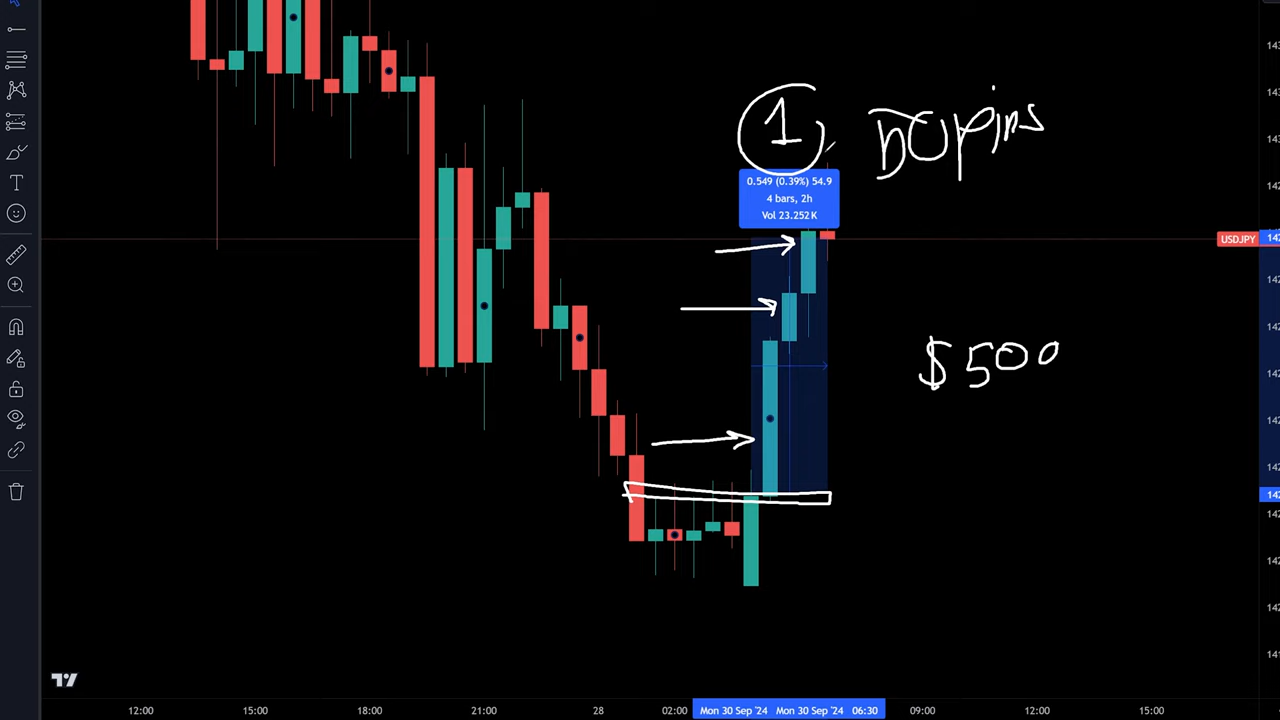 1
50pins
0.549 (0.39%) 54.9
4 bars, 2h
Vol 23.252K
USDJPY
$500
12:00 15:00 18:00 21:00 28 02:00 Mon 30 Sep '24 Mon 30 Sep '24 06:30 09:00 12:00 15:00